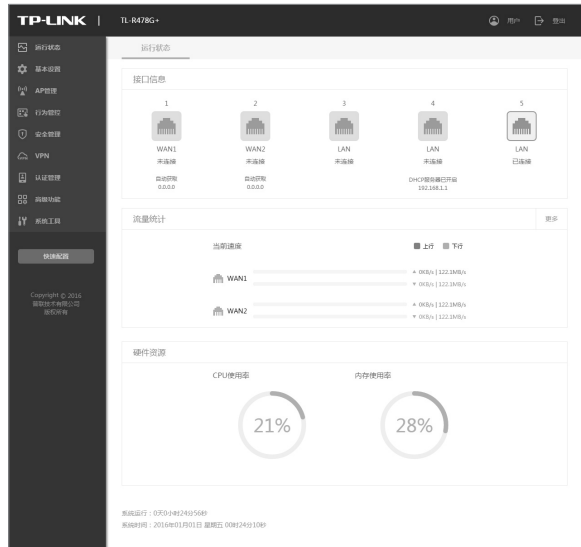 TP-LINK | TL-R478G+ 用户 登出
运行状态
基本设置
AP管理
行为管控
安全管理
VPN
认证管理
高级功能
系统工具
快速配置
Copyright © 2016
普联技术有限公司
版权所有
运行状态
接口信息
1 2 3 4 5
WAN1 WAN2 LAN LAN LAN
未连接 未连接 未连接 未连接 已连接
自动获取 自动获取 DHCP服务器已开启
0.0.0.0 0.0.0.0 192.168.1.1
流量统计 更多
当前速度 上行 下行
WAN1 ▲ 0KB/s | 122.1MB/s
▼ 0KB/s | 122.1MB/s
WAN2 ▲ 0KB/s | 122.1MB/s
▼ 0KB/s | 122.1MB/s
硬件资源
CPU使用率 内存使用率
21% 28%
系统运行：0天0小时24分56秒
系统时间：2016年01月01日 星期五 00时24分10秒